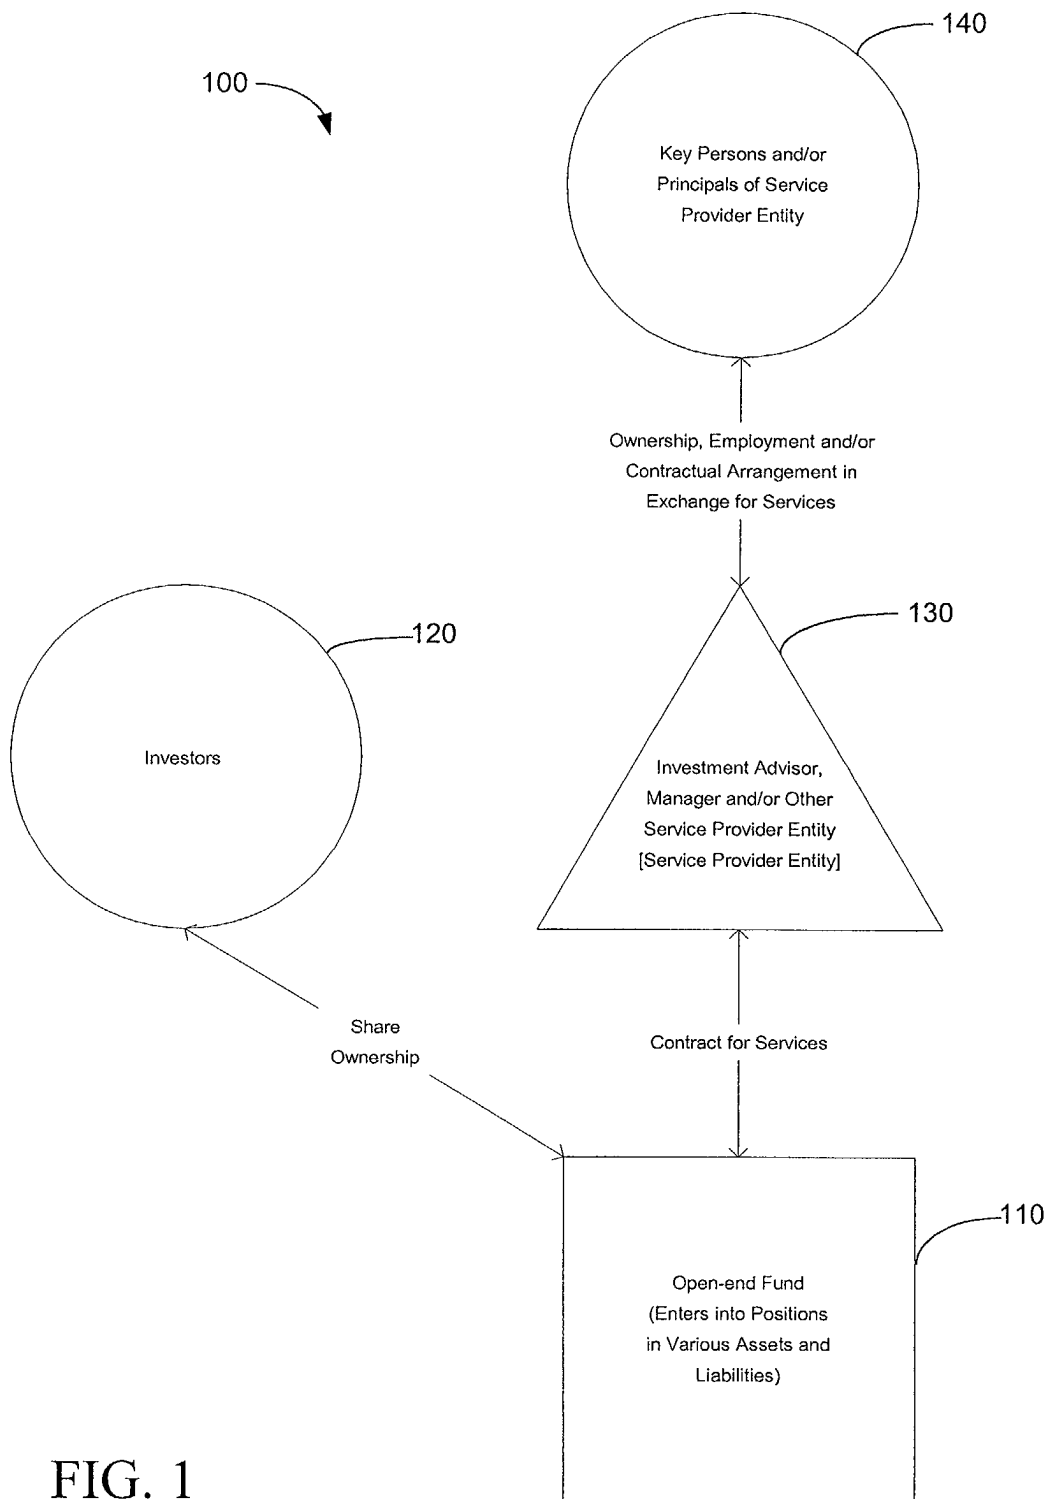 140
100
Key Persons and/or
Principals of Service
Provider Entity
Ownership, Employment and/or
Contractual Arrangement in
Exchange for Services
120
130
Investors
Investment Advisor,
Manager and/or Other
Service Provider Entity
[Service Provider Entity]
Share
Ownership
Contract for Services
110
Open-end Fund
(Enters into Positions
in Various Assets and
Liabilities)
FIG. 1